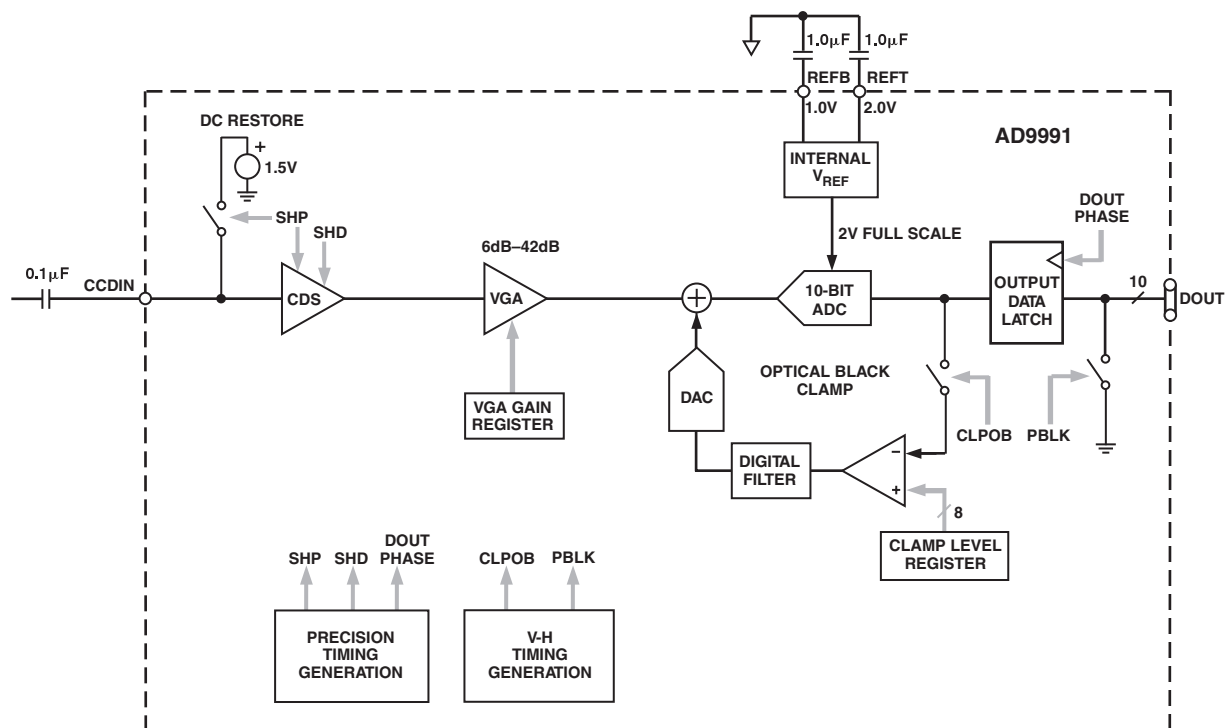 1.0µF
1.0µF
REFB
REFT
1.0V
2.0V
DC RESTORE
+
1.5V
AD9991
INTERNAL
VREF
SHP
SHD
DOUT
PHASE
6dB–42dB
2V FULL SCALE
0.1µF
CCDIN
CDS
VGA
+
10-BIT
ADC
OUTPUT
DATA
LATCH
10
DOUT
OPTICAL BLACK
CLAMP
DAC
VGA GAIN
REGISTER
CLPOB
PBLK
DIGITAL
FILTER
–
+
8
CLAMP LEVEL
REGISTER
SHP
SHD
DOUT
PHASE
CLPOB
PBLK
PRECISION
TIMING
GENERATION
V-H
TIMING
GENERATION